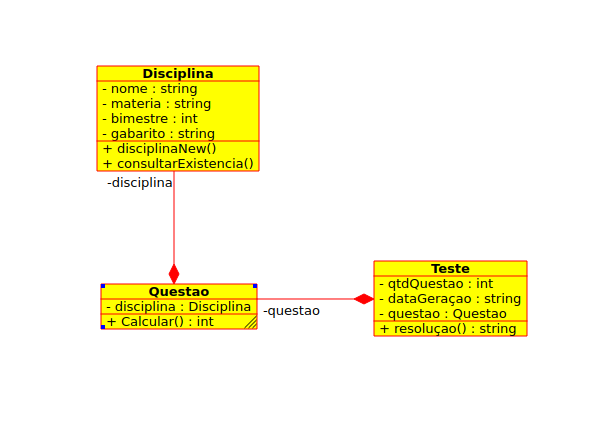 Disciplina
- nome : string
- materia : string
- bimestre : int
- gabarito : string
+ disciplinaNew()
+ consultarExistencia()
-disciplina
Questao
- disciplina : Disciplina
+ Calcular() : int
-questao
Teste
- qtdQuestao : int
- dataGeraçao : string
- questao : Questao
+ resoluçao() : string